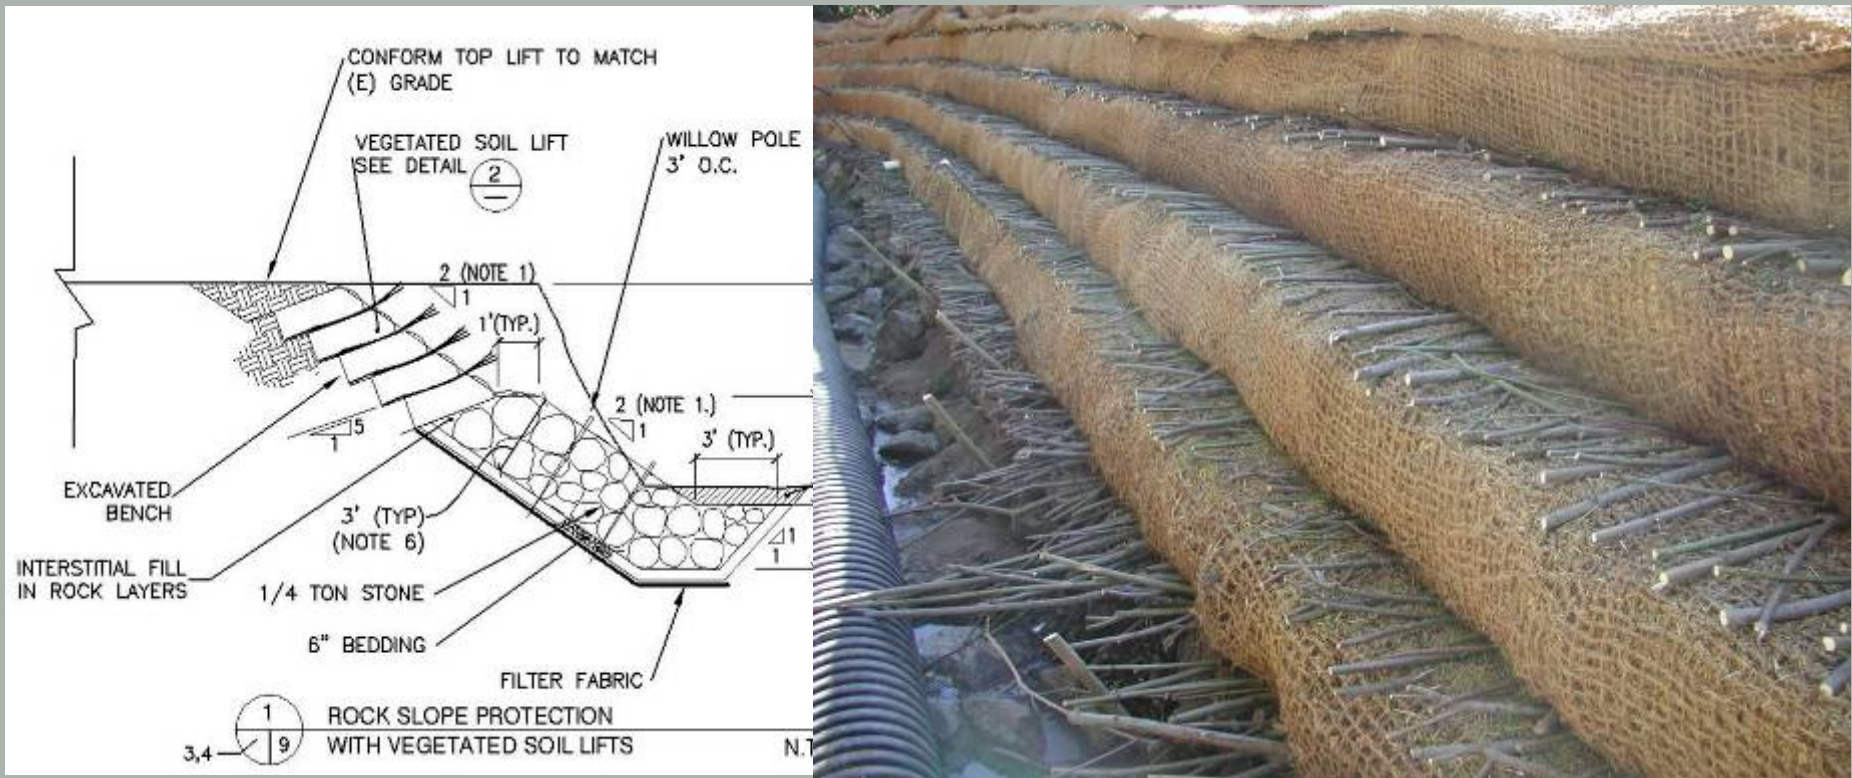 CONFORM TOP LIFT TO MATCH
(E) GRADE
VEGETATED SOIL LIFT
SEE DETAIL
2
WILLOW POLE
3' O.C.
2 (NOTE 1)
1
1'(TYP.)
2 (NOTE 1.)
1
3' (TYP.)
5
1
EXCAVATED
BENCH
3' (TYP)
(NOTE 6)
1
1
INTERSTITIAL FILL
IN ROCK LAYERS
1/4 TON STONE
6" BEDDING
FILTER FABRIC
1
ROCK SLOPE PROTECTION
9
WITH VEGETATED SOIL LIFTS
3,4